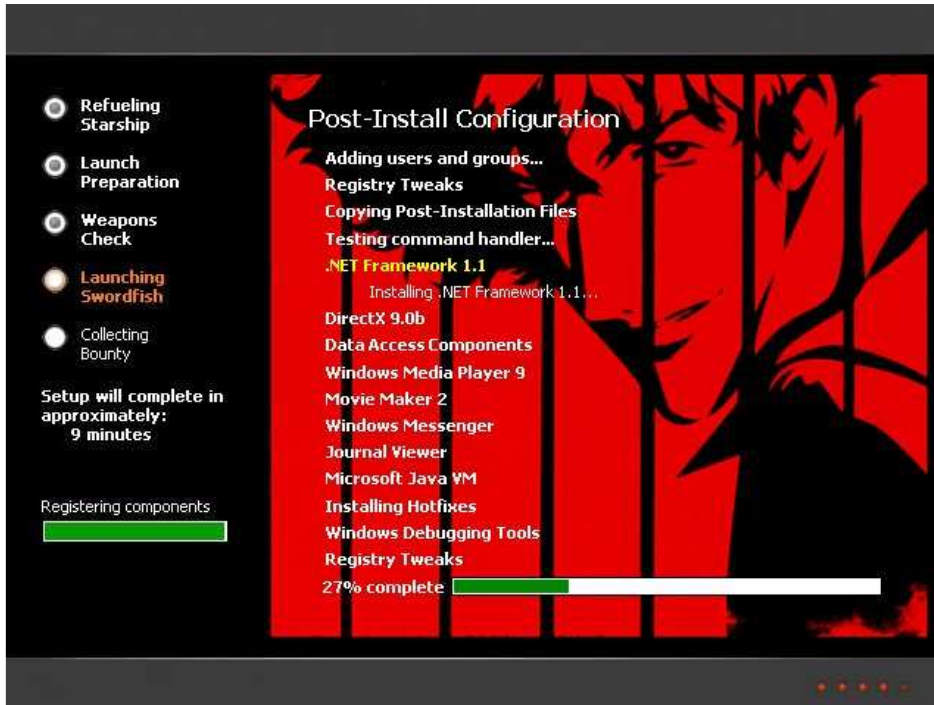 Refueling
Starship
Launch
Preparation
Weapons
Check
Launching
Swordfish
Collecting
Bounty
Setup will complete in
approximately:
9 minutes
Registering components
Post-Install Configuration
Adding users and groups...
Registry Tweaks
Copying Post-Installation Files
Testing command handler...
.NET Framework 1.1
Installing .NET Framework 1.1...
DirectX 9.0b
Data Access Components
Windows Media Player 9
Movie Maker 2
Windows Messenger
Journal Viewer
Microsoft Java VM
Installing Hotfixes
Windows Debugging Tools
Registry Tweaks
27% complete